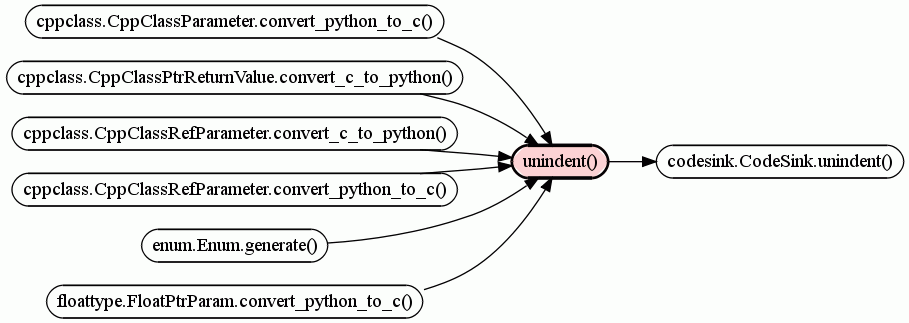 cppclass.CppClassParameter.convert_python_to_c()
cppclass.CppClassPtrReturnValue.convert_c_to_python()
cppclass.CppClassRefParameter.convert_c_to_python()
unindent()
codesink.CodeSink.unindent()
cppclass.CppClassRefParameter.convert_python_to_c()
enum.Enum.generate()
floattype.FloatPtrParam.convert_python_to_c()